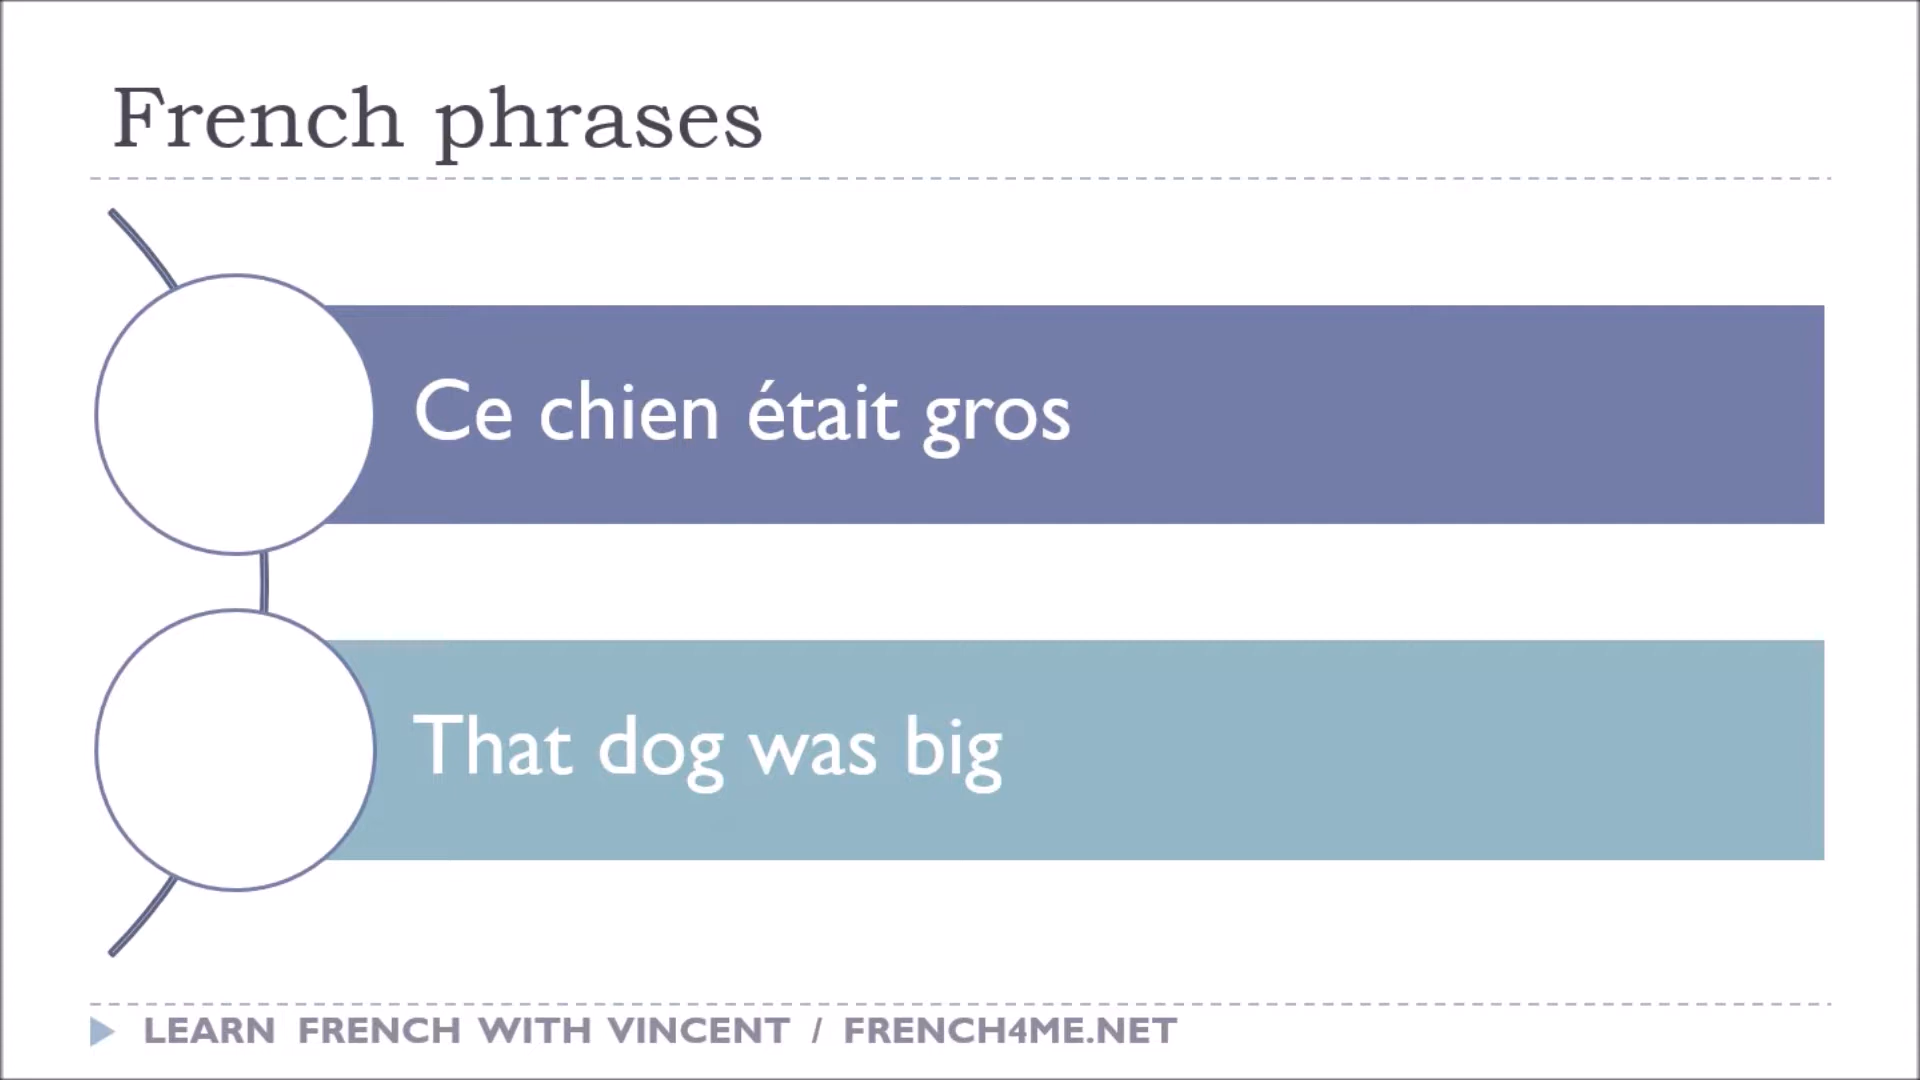 French phrases
Ce chien était gros
That dog was big
LEARN FRENCH WITH VINCENT / FRENCH4ME.NET